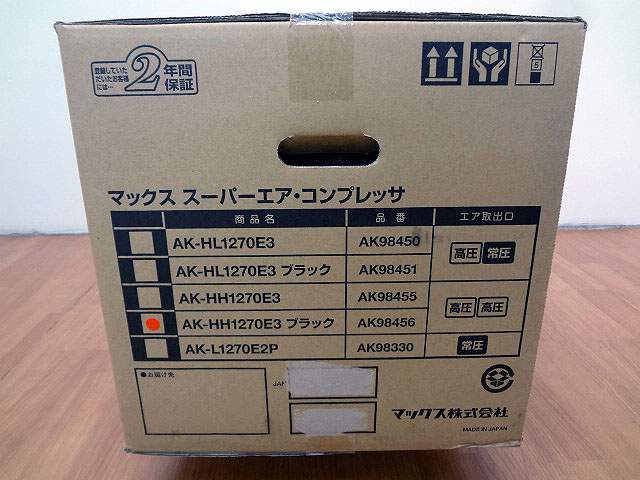 登録していた
だいたお客様
には…
2年間
保証
5
マックス スーパーエア・コンプレッサ
商品名 品番 エア取出口
AK-HL1270E3 AK98450
高圧 常圧
AK-HL1270E3 ブラック AK98451
AK-HH1270E3 AK98455
高圧 高圧
AK-HH1270E3 ブラック AK98456
AK-L1270E2P AK98330 常圧
●お届け先
JAN
マックス株式会社
MADE IN JAPAN